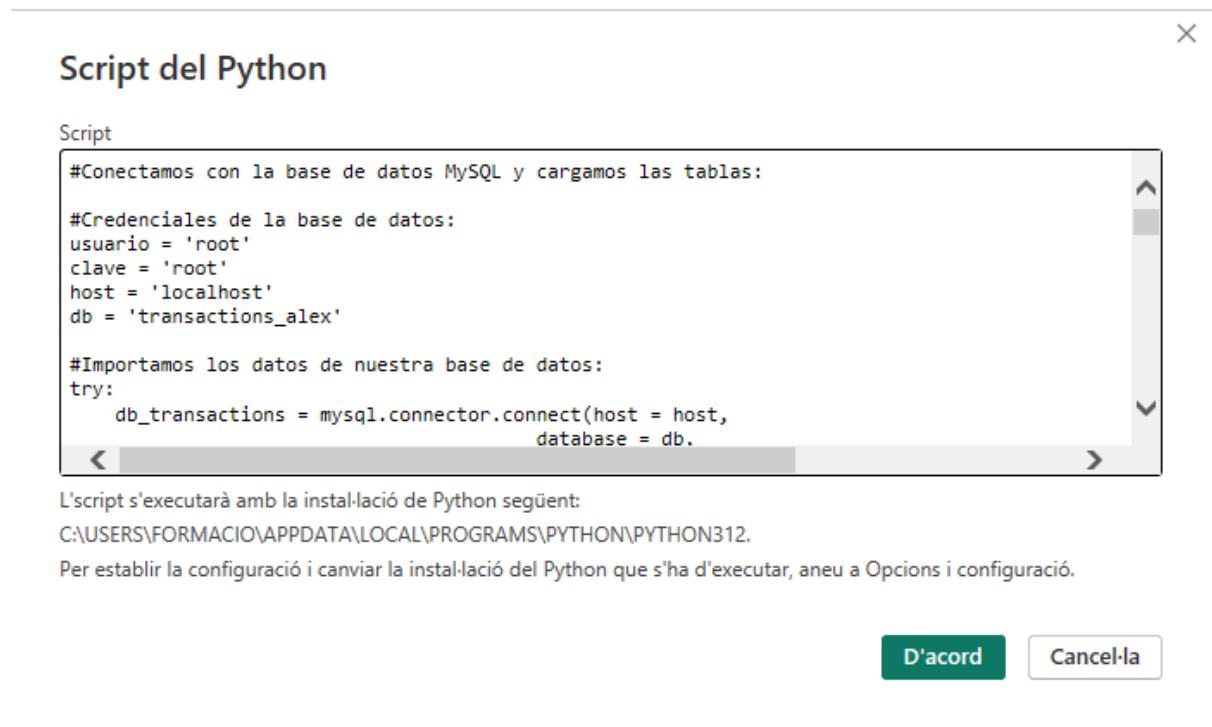 Script del Python
Script
#Conectamos con la base de datos MySQL y cargamos las tablas:
#Credenciales de la base de datos:
usuario = 'root'
clave = 'root'
host = 'localhost'
db = 'transactions_alex'
#Importamos los datos de nuestra base de datos:
try:
    db_transactions = mysql.connector.connect(host = host,
                                              database = db,
L'script s'executarà amb la instal·lació de Python següent:
C:\USERS\FORMACIO\APPDATA\LOCAL\PROGRAMS\PYTHON\PYTHON312.
Per establir la configuració i canviar la instal·lació del Python que s'ha d'executar, aneu a Opcions i configuració.
D'acord
Cancel·la